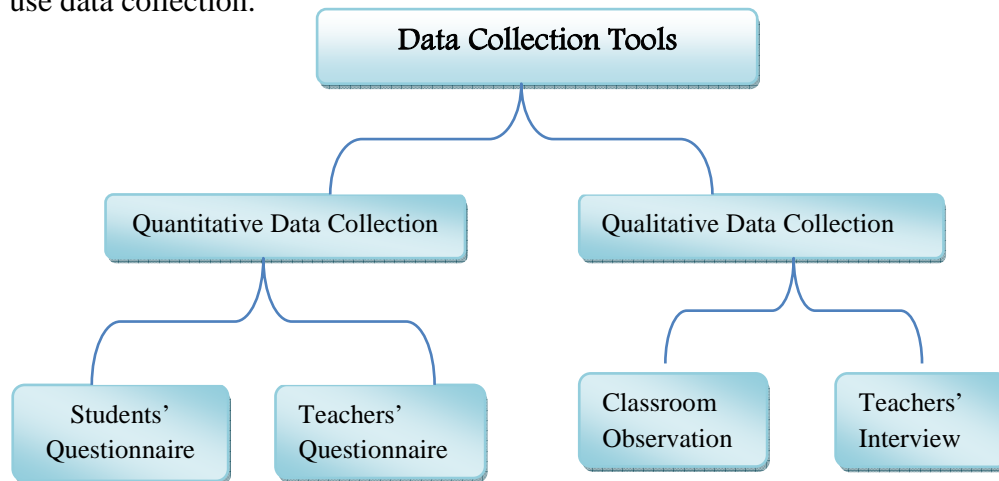 use data collection.
Data Collection Tools
Quantitative Data Collection
Qualitative Data Collection
Students’
Questionnaire
Teachers’
Questionnaire
Classroom
Observation
Teachers’
Interview